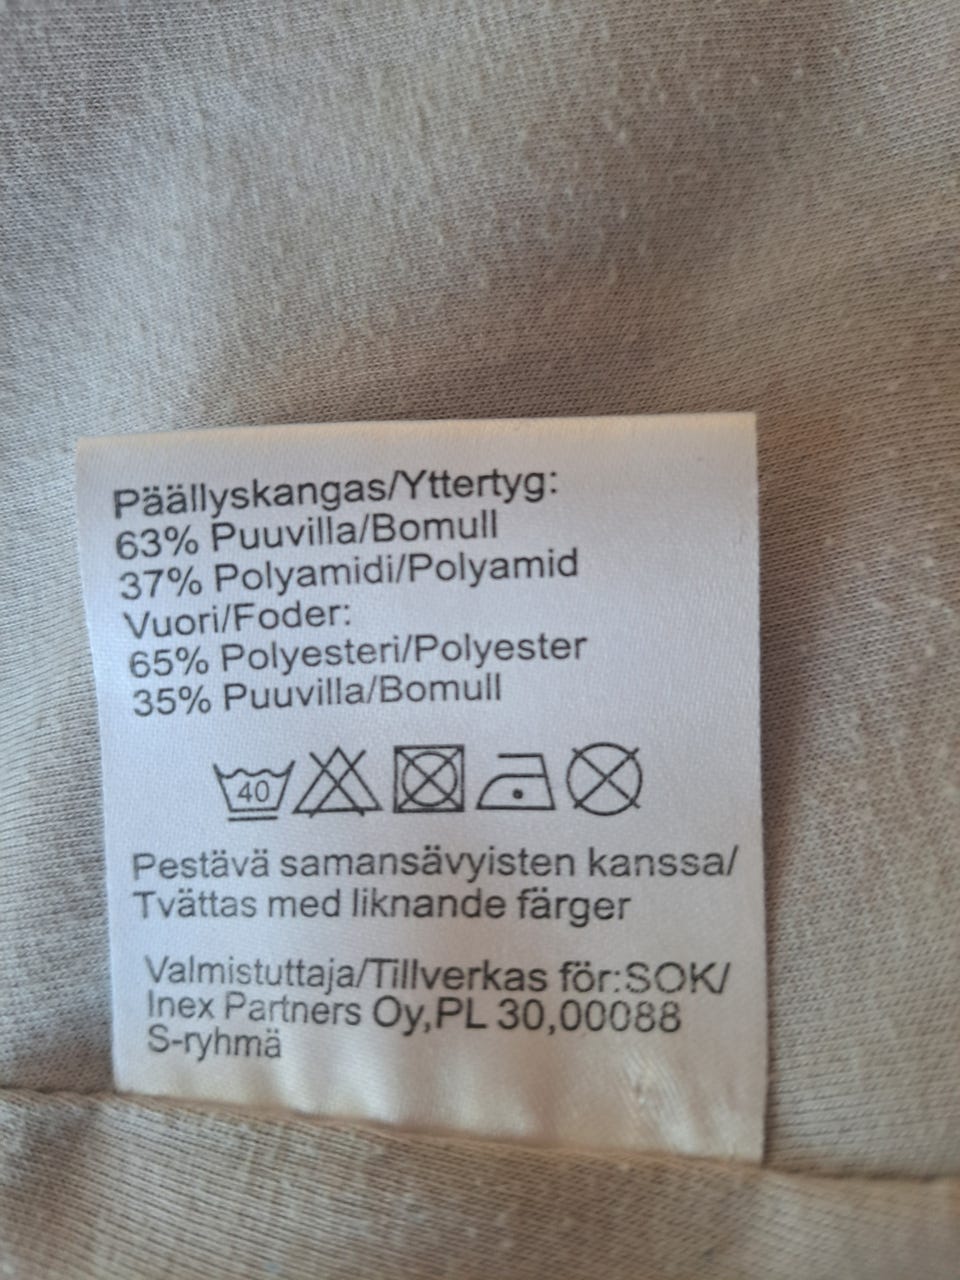 Päällyskangas/Yttertyg:
63% Puuvilla/Bomull
37% Polyamidi/Polyamid
Vuori/Foder:
65% Polyesteri/Polyester
35% Puuvilla/Bomull
40
Pestävä samansävyisten kanssa/
Tvättas med liknande färger
Valmistuttaja/Tillverkas för:SOK/
Inex Partners Oy,PL 30,00088
S-ryhmä